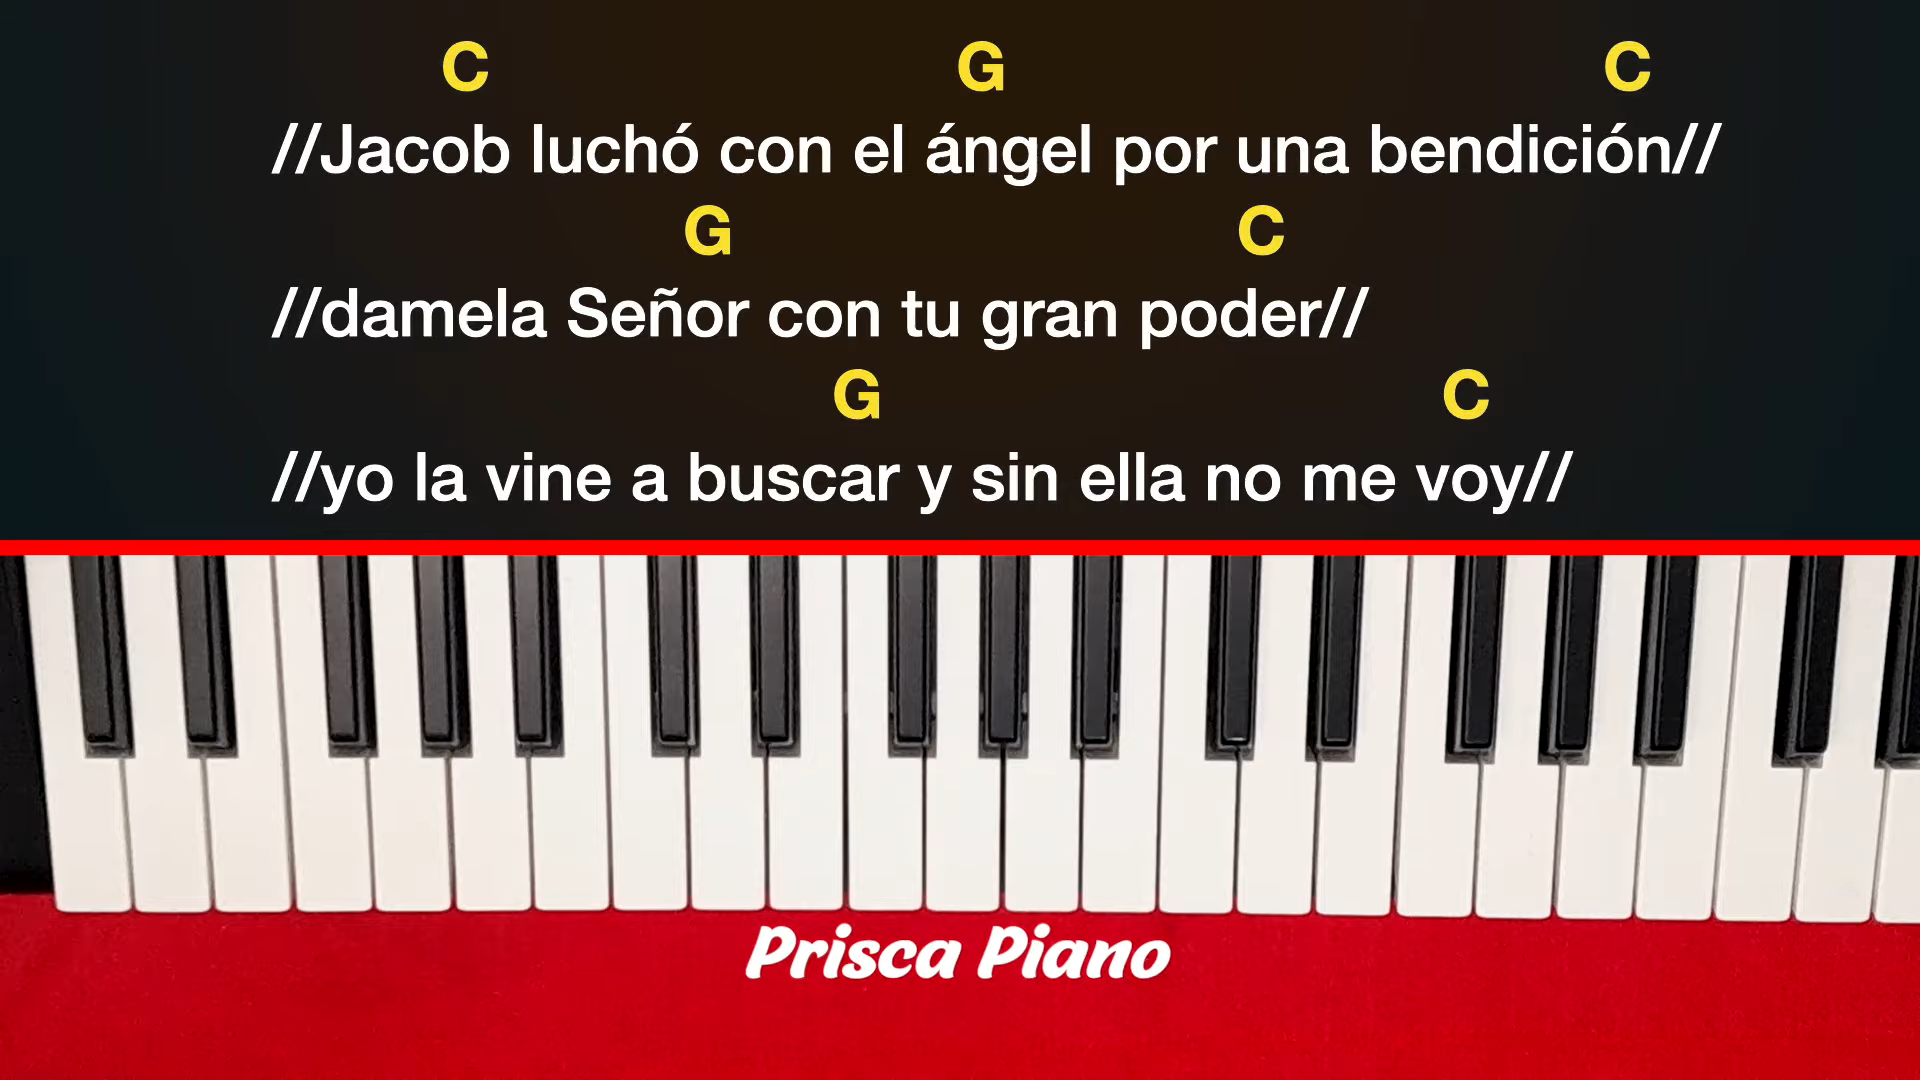 C G C
//Jacob luchó con el ángel por una bendición//
G C
//damela Señor con tu gran poder//
G C
//yo la vine a buscar y sin ella no me voy//
Prisca Piano